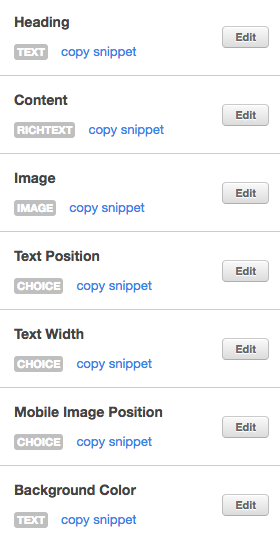 Heading
Edit
TEXT copy snippet
Content
Edit
RICHTEXT copy snippet
Image
Edit
IMAGE copy snippet
Text Position
Edit
CHOICE copy snippet
Text Width
Edit
CHOICE copy snippet
Mobile Image Position
Edit
CHOICE copy snippet
Background Color
Edit
TEXT copy snippet